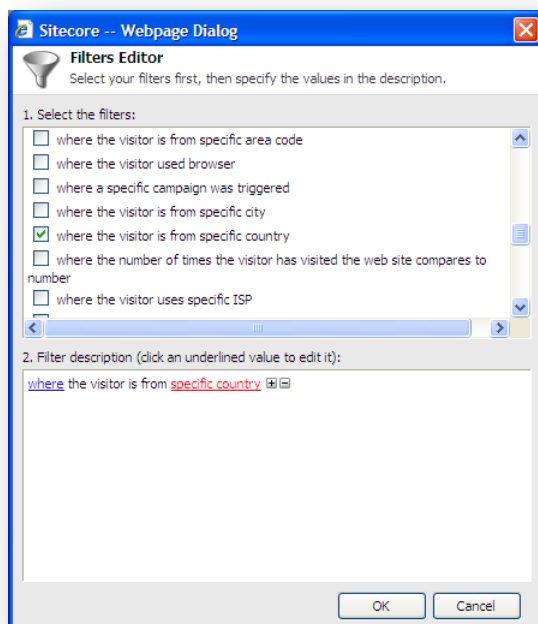 Sitecore -- Webpage Dialog
Filters Editor
Select your filters first, then specify the values in the description.
1. Select the filters:
where the visitor is from specific area code
where the visitor used browser
where a specific campaign was triggered
where the visitor is from specific city
where the visitor is from specific country
where the number of times the visitor has visited the web site compares to
number
where the visitor uses specific ISP
2. Filter description (click an underlined value to edit it):
where the visitor is from specific country
OK Cancel